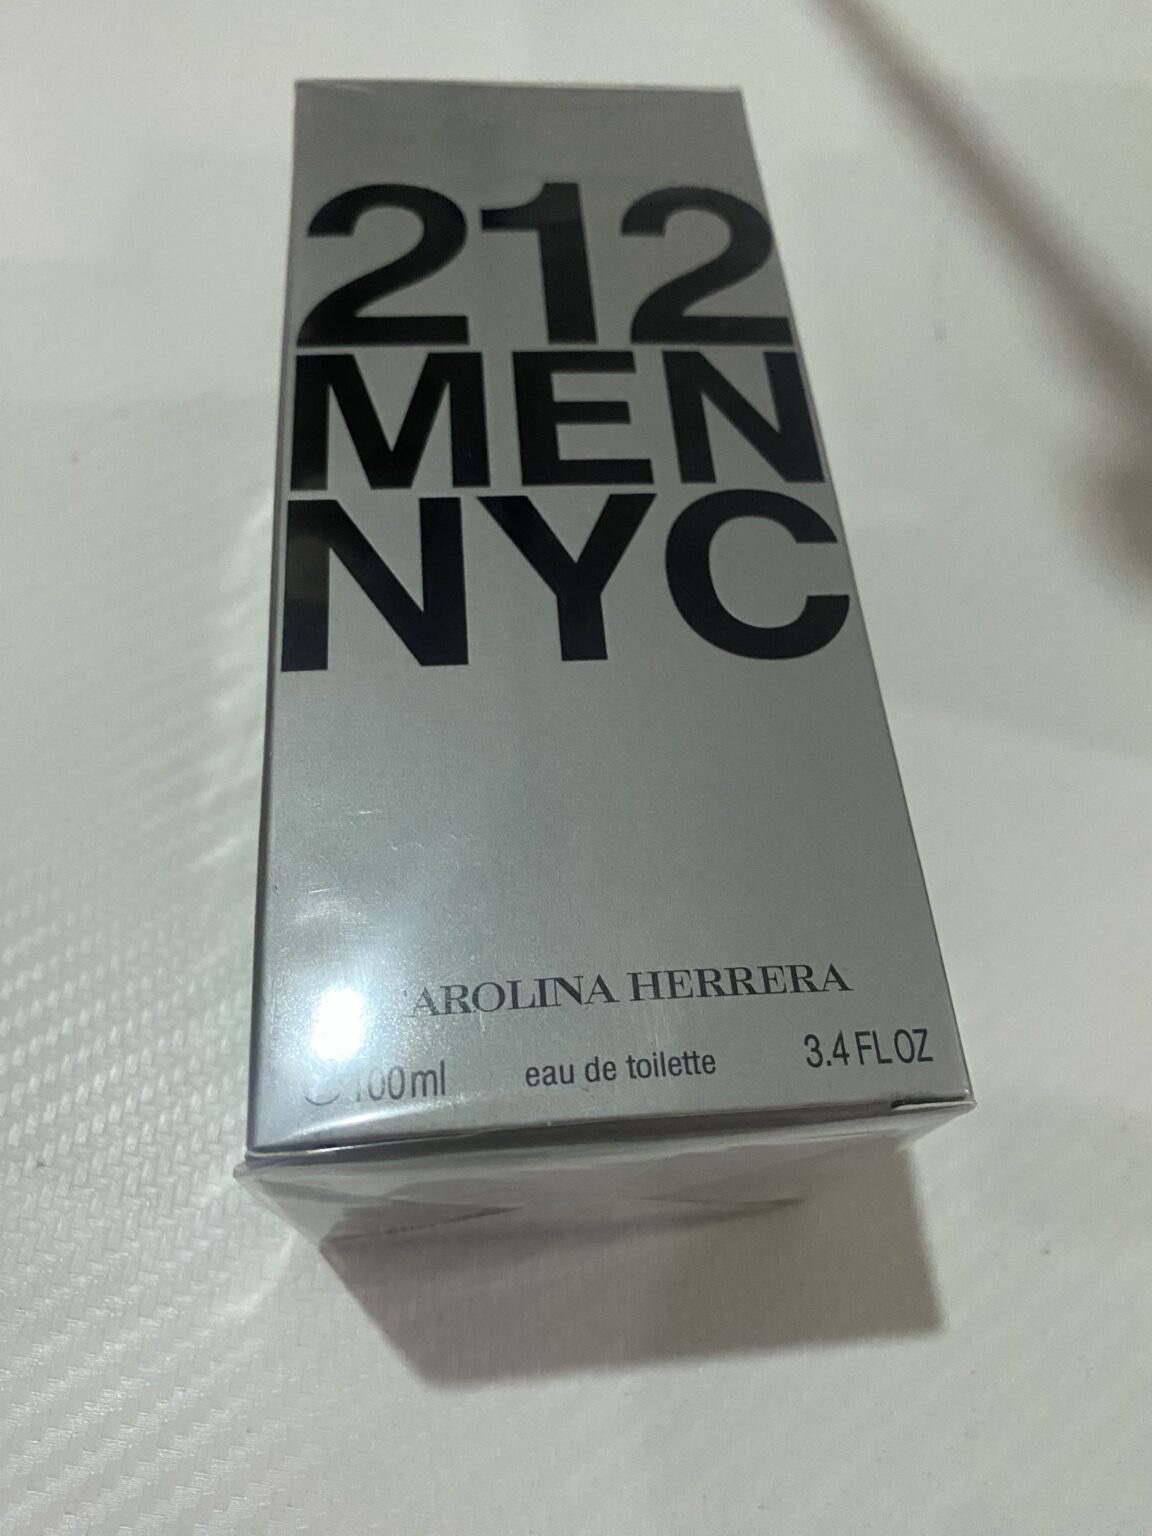 212
MEN
NYC
AROLINA HERRERA
100ml eau de toilette 3.4 FL OZ